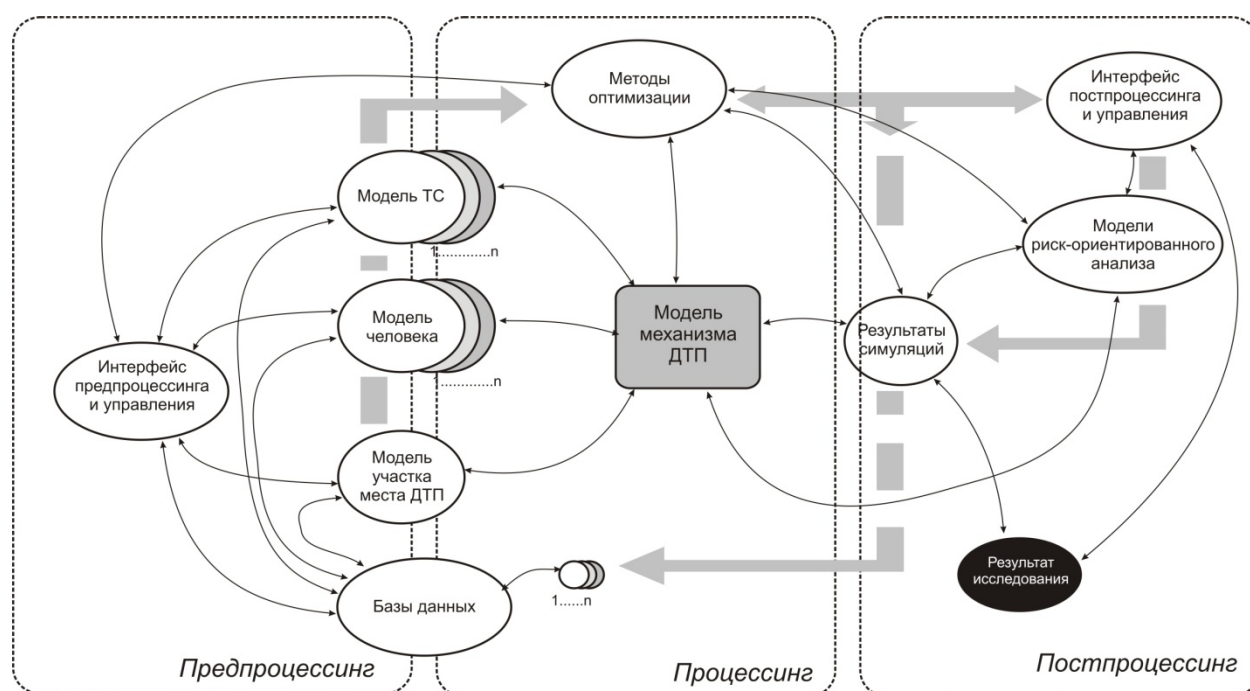 Методы
оптимизации
Интерфейс
постпроцессинга
и управления
Модель ТС
1.............n
Модели
риск-ориентированного
анализа
Модель
человека
1.............n
Модель
механизма
ДТП
Результаты
симуляций
Интерфейс
предпроцессинга
и управления
Модель
участка
места ДТП
Базы данных
1......n
Результат
исследования
Предпроцессинг
Процессинг
Постпроцессинг